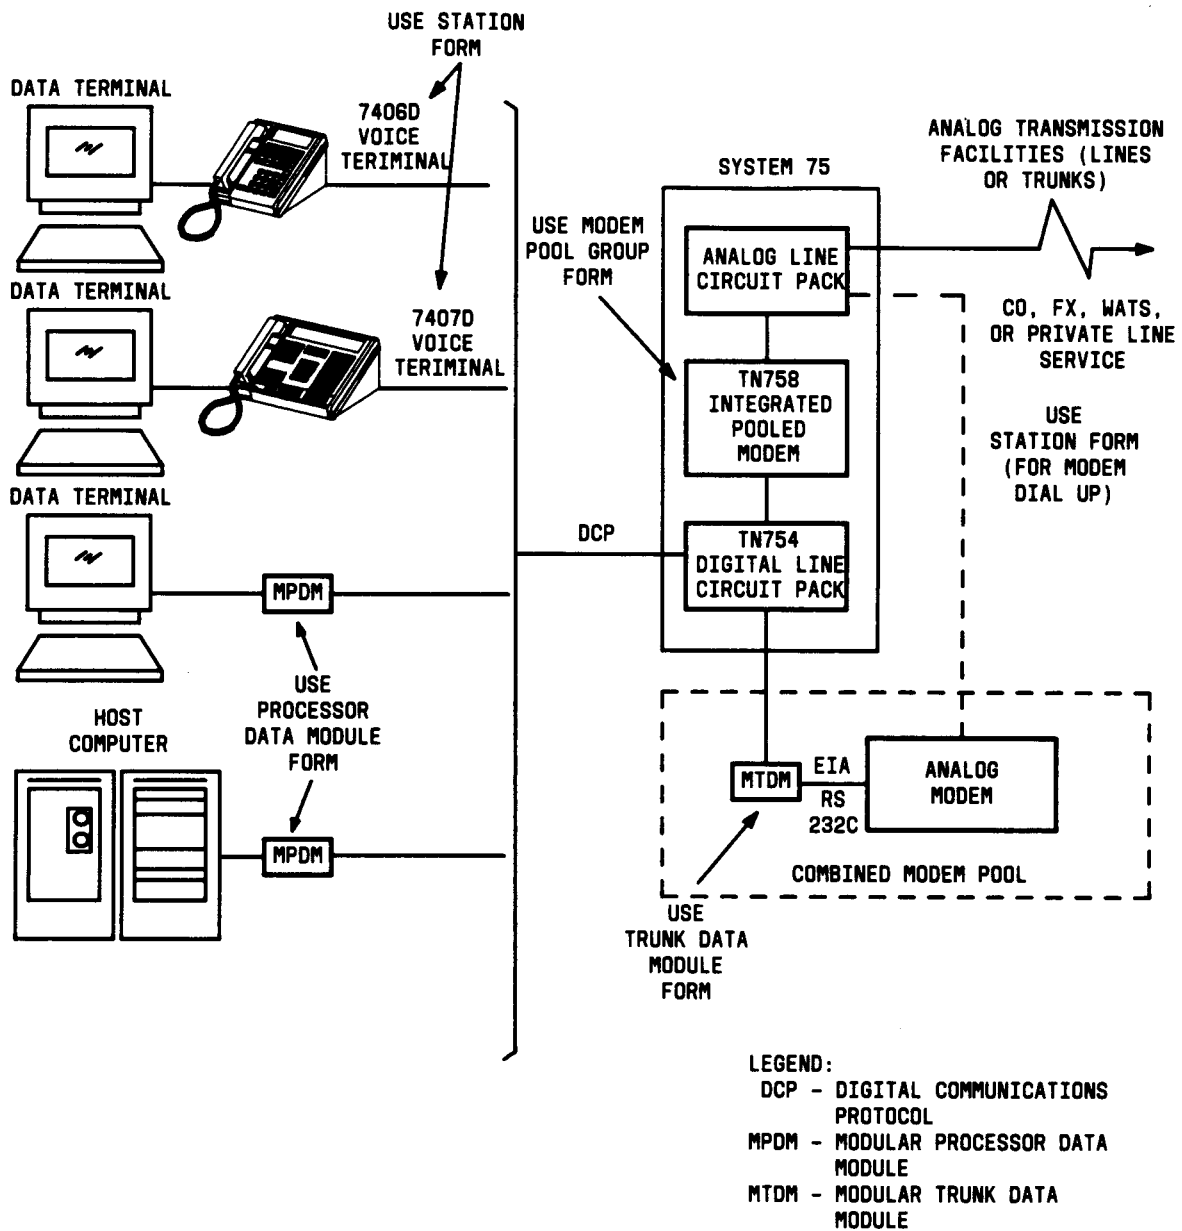 USE STATION
FORM
DATA TERMINAL
7406D
VOICE
TERIMINAL
DATA TERMINAL
7407D
VOICE
TERIMINAL
DATA TERMINAL
MPDM
USE
PROCESSOR
DATA MODULE
FORM
HOST
COMPUTER
MPDM
DCP
SYSTEM 75
USE MODEM
POOL GROUP
FORM
ANALOG LINE
CIRCUIT PACK
TN758
INTEGRATED
POOLED
MODEM
TN754
DIGITAL LINE
CIRCUIT PACK
ANALOG TRANSMISSION
FACILITIES (LINES
OR TRUNKS)
CO, FX, WATS,
OR PRIVATE LINE
SERVICE
USE
STATION FORM
(FOR MODEM
DIAL UP)
MTDM
EIA
RS
232C
ANALOG
MODEM
COMBINED MODEM POOL
USE
TRUNK DATA
MODULE
FORM
LEGEND:
DCP - DIGITAL COMMUNICATIONS
PROTOCOL
MPDM - MODULAR PROCESSOR DATA
MODULE
MTDM - MODULAR TRUNK DATA
MODULE